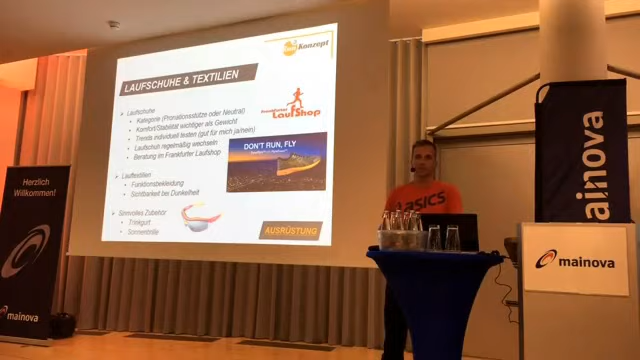 Konzept
LAUFSCHUHE & TEXTILIEN
Laufschuhe
• Kategorie (Pronationsstütze oder Neutral)
• Komfort/Stabilität wichtiger als Gewicht
• Trends individuell testen (gut für mich ja/nein)
• Laufschuh regelmäßig wechseln
• Beratung im Frankfurter Laufshop
Frankfurter
LaufShop
DON'T RUN, FLY
Lauftextilien
• Funktionsbekleidung
• Sichtbarkeit bei Dunkelheit
Sinnvolles Zubehör
• Trinkgurt
• Sonnenbrille
AUSRÜSTUNG
Herzlich
Willkommen!
mainova
asics
mainova
mainova